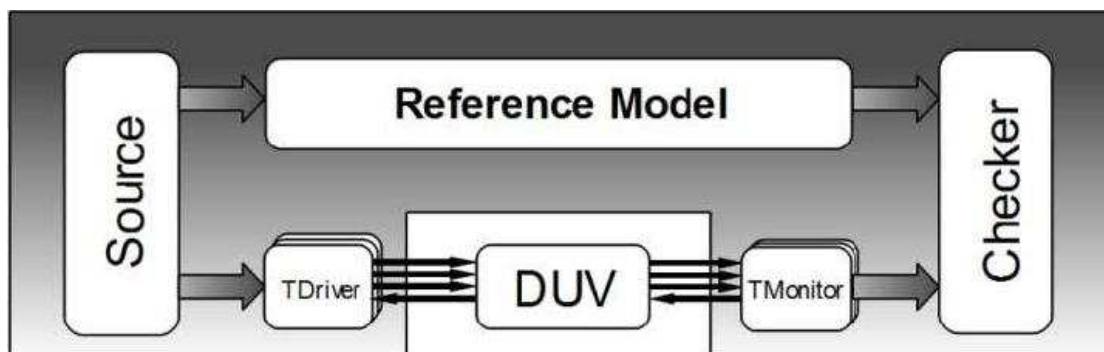 Source
Reference Model
Checker
TDriver
DUV
TMonitor